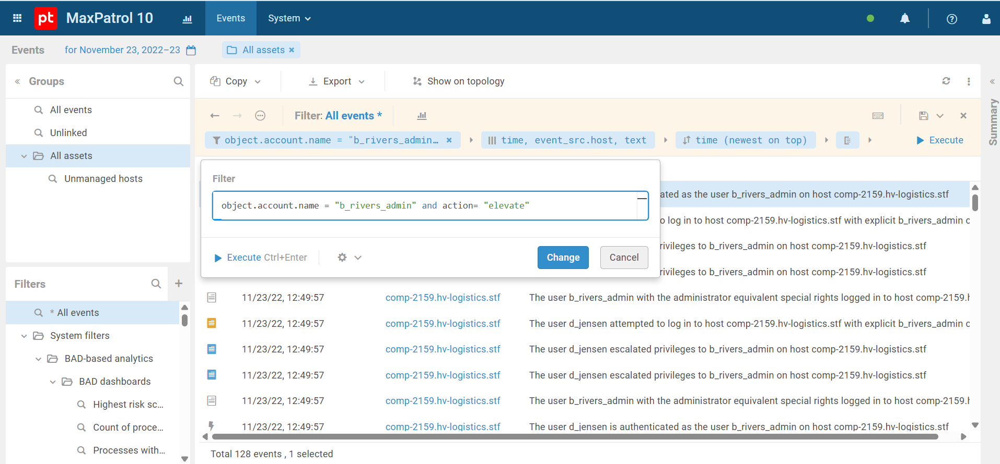 pt MaxPatrol 10 Events System
Events for November 23, 2022–23 All assets ×
« Groups
All events
Unlinked
All assets
Unmanaged hosts
Filters +
* All events
System filters
BAD-based analytics
BAD dashboards
Highest risk sc...
Count of proce...
Processes with...
Copy Export Show on topology
Filter: All events *
object.account.name = "b_rivers_admin… × time, event_src.host, text time (newest on top) Execute
Filter
object.account.name = "b_rivers_admin" and action= "elevate"
Execute Ctrl+Enter Change Cancel
ated as the user b_rivers_admin on host comp-2159.hv-logistics.stf
o log in to host comp-2159.hv-logistics.stf with explicit b_rivers_admin c
rivileges to b_rivers_admin on host comp-2159.hv-logistics.stf
rivileges to b_rivers_admin on host comp-2159.hv-logistics.stf
11/23/22, 12:49:57 comp-2159.hv-logistics.stf The user b_rivers_admin with the administrator equivalent special rights logged in to host comp-2159.h
11/23/22, 12:49:57 comp-2159.hv-logistics.stf The user d_jensen attempted to log in to host comp-2159.hv-logistics.stf with explicit b_rivers_admin c
11/23/22, 12:49:57 comp-2159.hv-logistics.stf The user d_jensen escalated privileges to b_rivers_admin on host comp-2159.hv-logistics.stf
11/23/22, 12:49:57 comp-2159.hv-logistics.stf The user d_jensen escalated privileges to b_rivers_admin on host comp-2159.hv-logistics.stf
11/23/22, 12:49:57 comp-2159.hv-logistics.stf The user b_rivers_admin with the administrator equivalent special rights logged in to host comp-2159.h
11/23/22, 12:49:57 comp-2159.hv-logistics.stf The user d_jensen is authenticated as the user b_rivers_admin on host comp-2159.hv-logistics.stf
Total 128 events , 1 selected
« Summary